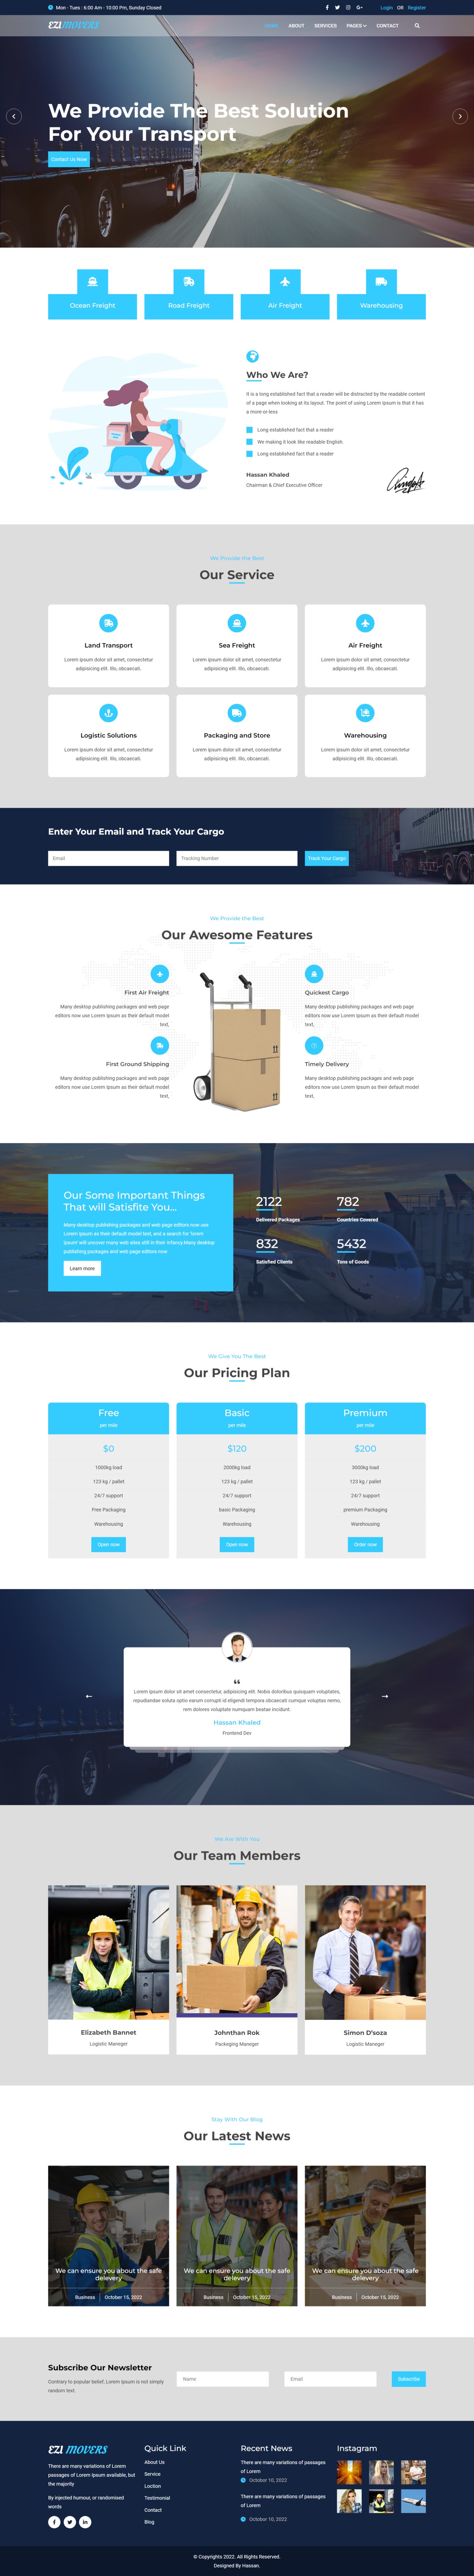 Mon - Tues : 6:00 Am - 10:00 Pm, Sunday Closed
Login OR Register
EZI MOVERS
HOME ABOUT SERVICES PAGES CONTACT
We Provide The Best Solution
For Your Transport
Contact Us Now
Ocean Freight
Road Freight
Air Freight
Warehousing
Who We Are?
It is a long established fact that a reader will be distracted by the readable content
of a page when looking at its layout. The point of using Lorem Ipsum is that it has
a more-or-less
Long established fact that a reader
We making it look like readable English.
Long established fact that a reader
Hassan Khaled
Chairman & Chief Executive Officer
We Provide the Best
Our Service
Land Transport
Lorem ipsum dolor sit amet, consectetur
adipisicing elit. Illo, obcaecati.
Sea Freight
Lorem ipsum dolor sit amet, consectetur
adipisicing elit. Illo, obcaecati.
Air Freight
Lorem ipsum dolor sit amet, consectetur
adipisicing elit. Illo, obcaecati.
Logistic Solutions
Lorem ipsum dolor sit amet, consectetur
adipisicing elit. Illo, obcaecati.
Packaging and Store
Lorem ipsum dolor sit amet, consectetur
adipisicing elit. Illo, obcaecati.
Warehousing
Lorem ipsum dolor sit amet, consectetur
adipisicing elit. Illo, obcaecati.
Enter Your Email and Track Your Cargo
Email
Tracking Number
Track Your Cargo
We Provide the Best
Our Awesome Features
First Air Freight
Many desktop publishing packages and web page
editors now use Lorem Ipsum as their default model
text,
First Ground Shipping
Many desktop publishing packages and web page
editors now use Lorem Ipsum as their default model
text,
Quickest Cargo
Many desktop publishing packages and web page
editors now use Lorem Ipsum as their default model
text,
Timely Delivery
Many desktop publishing packages and web page
editors now use Lorem Ipsum as their default model
text,
Our Some Important Things
That will Satisfite You...
Many desktop publishing packages and web page editors now use
Lorem Ipsum as their default model text, and a search for 'lorem
ipsum' will uncover many web sites still in their infancy.Many desktop
publishing packages and web page editors now
Learn more
2122
Delivered Packages
782
Countries Covered
832
Satisfied Clients
5432
Tons of Goods
We Give You The Best
Our Pricing Plan
Free
per mile
$0
1000kg load
123 kg / pallet
24/7 support
Free Packaging
Warehousing
Open now
Basic
per mile
$120
2000kg load
123 kg / pallet
24/7 support
basic Packaging
Warehousing
Open now
Premium
per mile
$200
3000kg load
123 kg / pallet
24/7 support
premium Packaging
Warehousing
Order now
Lorem ipsum dolor sit amet consectetur, adipisicing elit. Nobis doloribus quisquam voluptates,
repudiandae soluta optio earum corrupti id eligendi tempora obcaecati cumque voluptas nemo,
rem dolores voluptate numquam beatae incidunt.
Hassan Khaled
Frontend Dev
We Are With You
Our Team Members
Elizabeth Bannet
Logistic Maneger
Johnthan Rok
Packeging Maneger
Simon D'soza
Logistic Maneger
Stay With Our Blog
Our Latest News
We can ensure you about the safe
delevery
Business October 15, 2022
We can ensure you about the safe
delevery
Business October 15, 2022
We can ensure you about the safe
delevery
Business October 15, 2022
Subscribe Our Newsletter
Contrary to popular belief, Lorem Ipsum is not simply
random text.
Name
Email
Subscribe
EZI MOVERS
There are many variations of Lorem
passages of Lorem Ipsum available, but
the majority
By injected humour, or randomised
words
Quick Link
About Us
Service
Loction
Testimonial
Contact
Blog
Recent News
There are many variations of passages
of Lorem
October 10, 2022
There are many variations of passages
of Lorem
October 10, 2022
Instagram
© Copyrights 2022. All Rights Reserved.
Designed By Hassan.